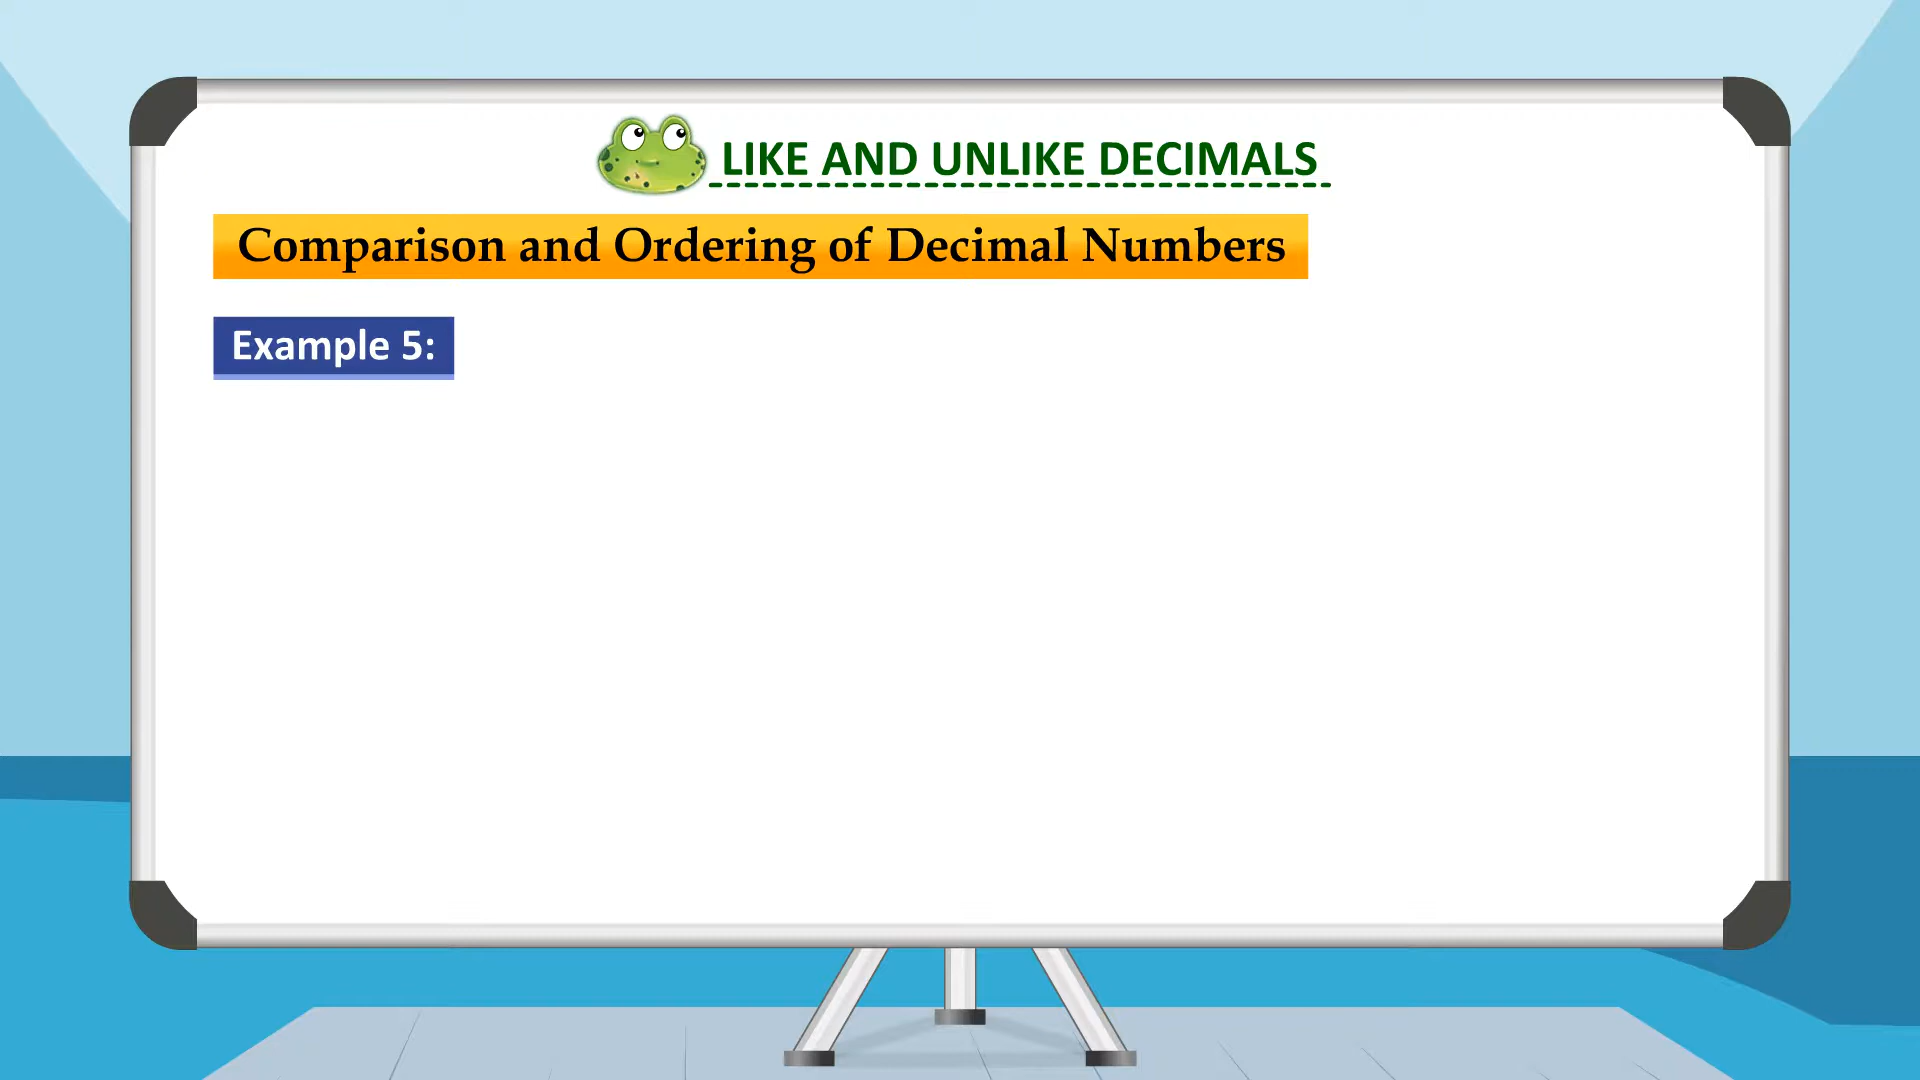 LIKE AND UNLIKE DECIMALS
Comparison and Ordering of Decimal Numbers
Example 5: